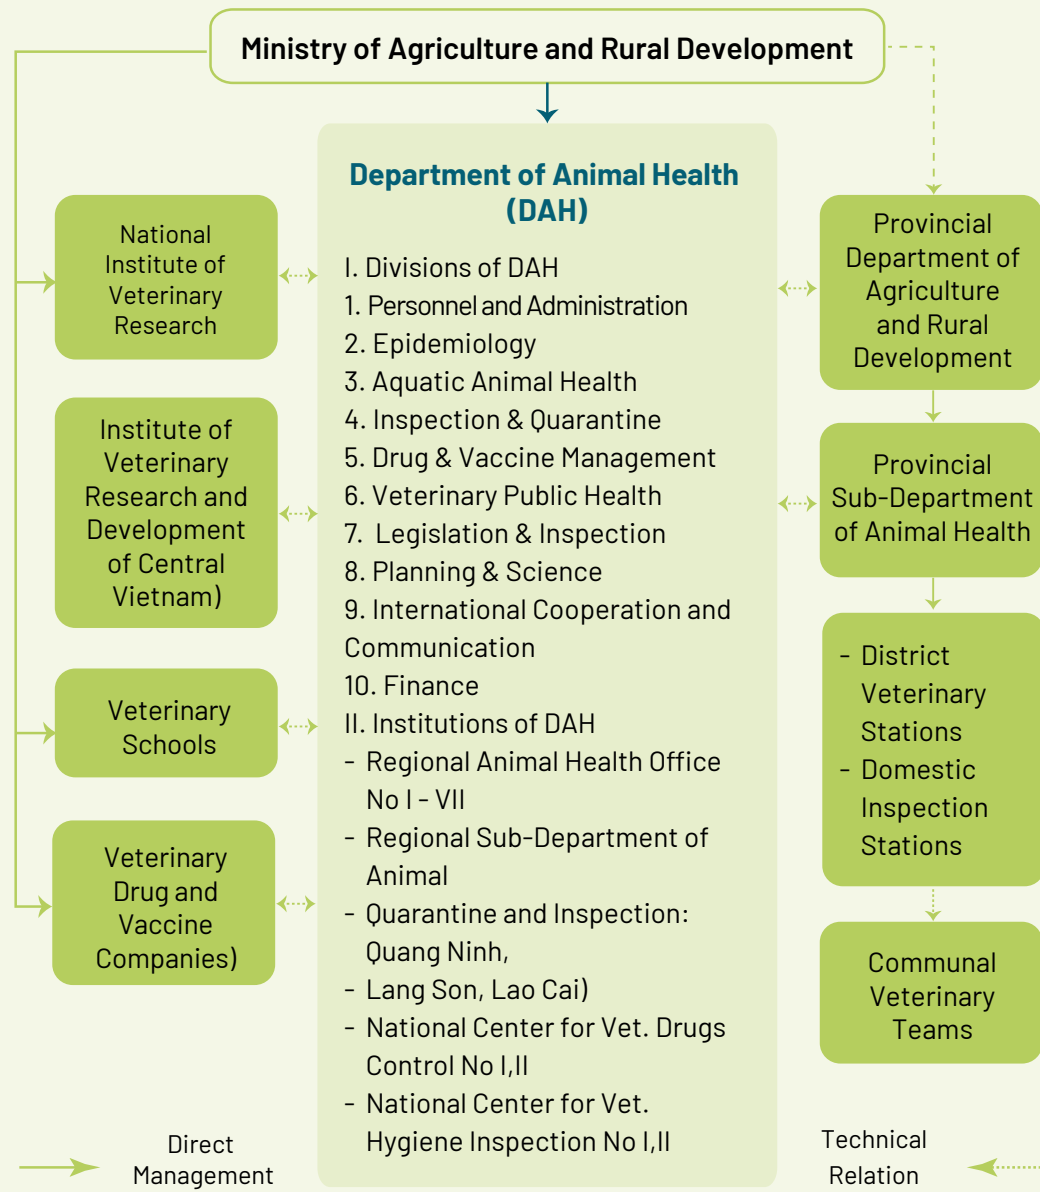 Ministry of Agriculture and Rural Development
National
Institute of
Veterinary
Research
Institute of
Veterinary
Research and
Development
of Central
Vietnam)
Veterinary
Schools
Veterinary
Drug and
Vaccine
Companies)
Department of Animal Health
(DAH)
I. Divisions of DAH
1. Personnel and Administration
2. Epidemiology
3. Aquatic Animal Health
4. Inspection & Quarantine
5. Drug & Vaccine Management
6. Veterinary Public Health
7. Legislation & Inspection
8. Planning & Science
9. International Cooperation and
Communication
10. Finance
II. Institutions of DAH
- Regional Animal Health Office
No I - VII
- Regional Sub-Department of
Animal
- Quarantine and Inspection:
Quang Ninh,
- Lang Son, Lao Cai)
- National Center for Vet. Drugs
Control No I,II
- National Center for Vet.
Hygiene Inspection No I,II
Provincial
Department of
Agriculture
and Rural
Development
Provincial
Sub-Department
of Animal Health
- District
Veterinary
Stations
- Domestic
Inspection
Stations
Communal
Veterinary
Teams
Direct
Management
Technical
Relation